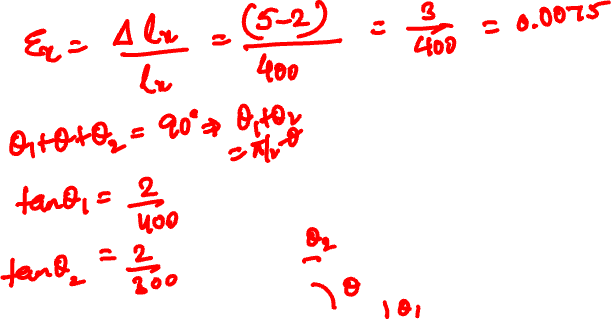 εx = Δlx / lx = (5-2) / 400 = 3 / 400 = 0.0075
θ1+θ+θ2 = 90° ⇒ θ1+θ2 = π/2-θ
tanθ1 = 2 / 400
tanθ2 = 2 / 300
θ2
θ
θ1